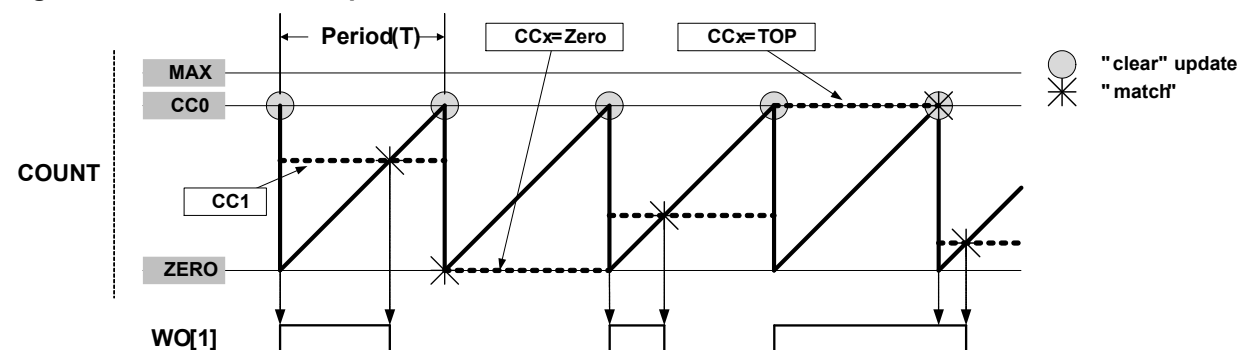 Period(T)
CCx=Zero
CCx=TOP
"clear" update
"match"
MAX
CC0
COUNT
CC1
ZERO
WO[1]